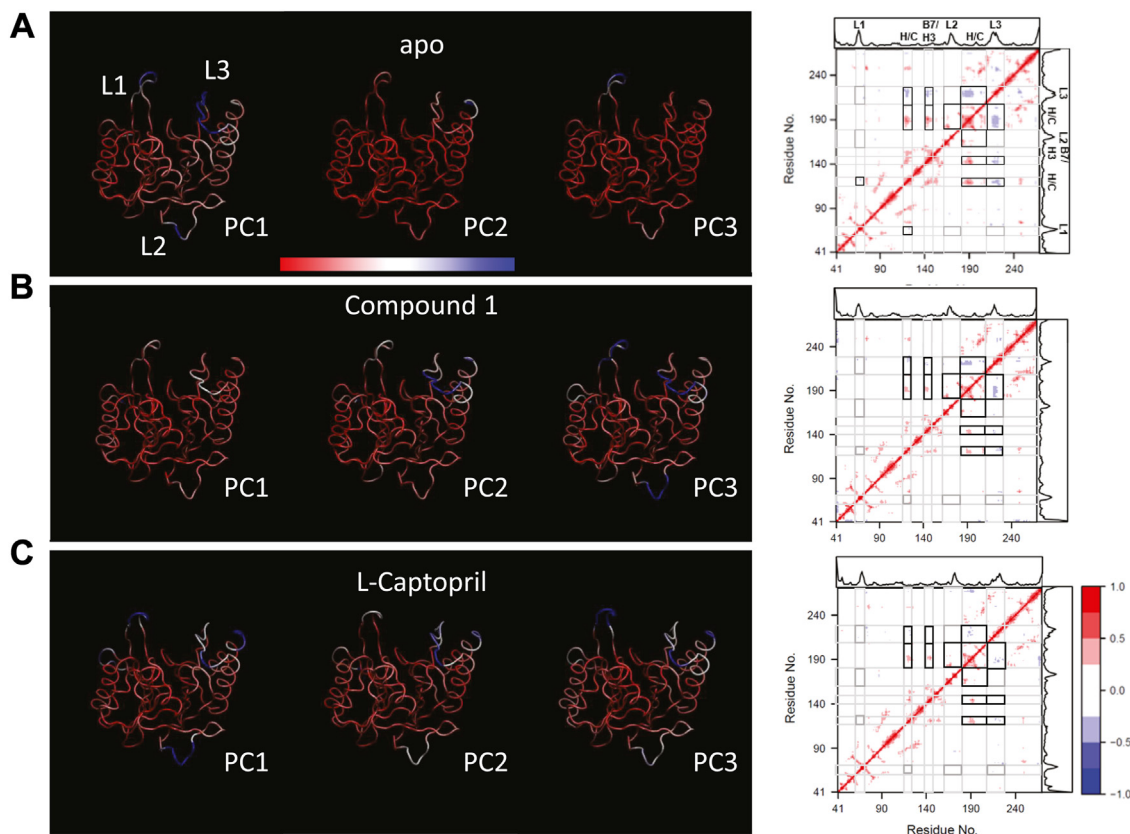 A
apo
L1
L3
L2
PC1
PC2
PC3
L1
B7/
L2
L3
H/C
H3
H/C
Residue No.
240
190
140
90
41
L3
H/C
L2 B7/
H3
H/C
L1
41
90
140
190
240
B
Compound 1
PC1
PC2
PC3
Residue No.
240
190
140
90
41
41
90
140
190
240
C
L-Captopril
PC1
PC2
PC3
Residue No.
240
190
140
90
41
41
90
140
190
240
Residue No.
1.0
0.5
0.0
−0.5
−1.0